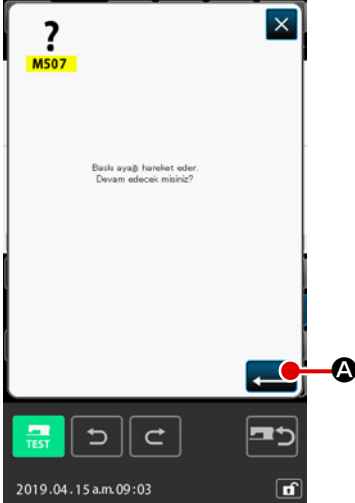 ?
M507
Baskı ayağı hareket eder.
Devam edecek misiniz?
A
TEST
2019.04.15 a.m.09:03